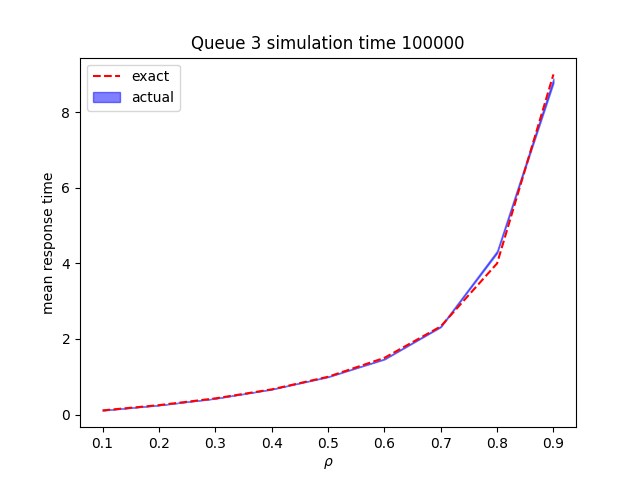 Queue 3 simulation time 100000
exact
actual
mean response time
8
6
4
2
0
0.1 0.2 0.3 0.4 0.5 0.6 0.7 0.8 0.9
ρ